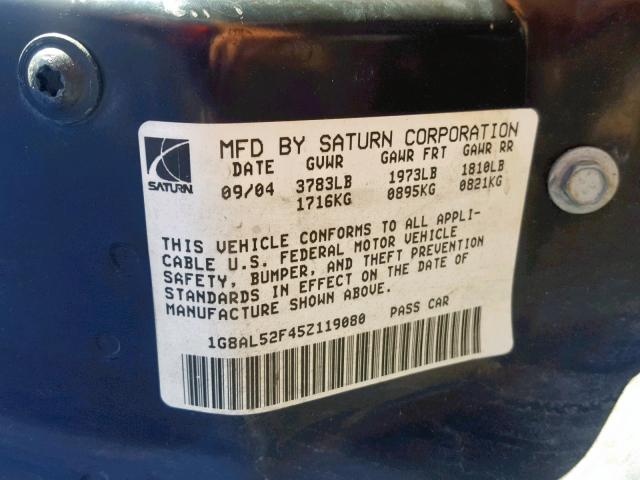 SATURN
MFD BY SATURN CORPORATION
DATE GVWR GAWR FRT GAWR RR
09/04 3783LB 1973LB 1810LB
1716KG 0895KG 0821KG
THIS VEHICLE CONFORMS TO ALL APPLI-
CABLE U.S. FEDERAL MOTOR VEHICLE
SAFETY, BUMPER, AND THEFT PREVENTION
STANDARDS IN EFFECT ON THE DATE OF
MANUFACTURE SHOWN ABOVE.
1G8AL52F45Z119080 PASS CAR